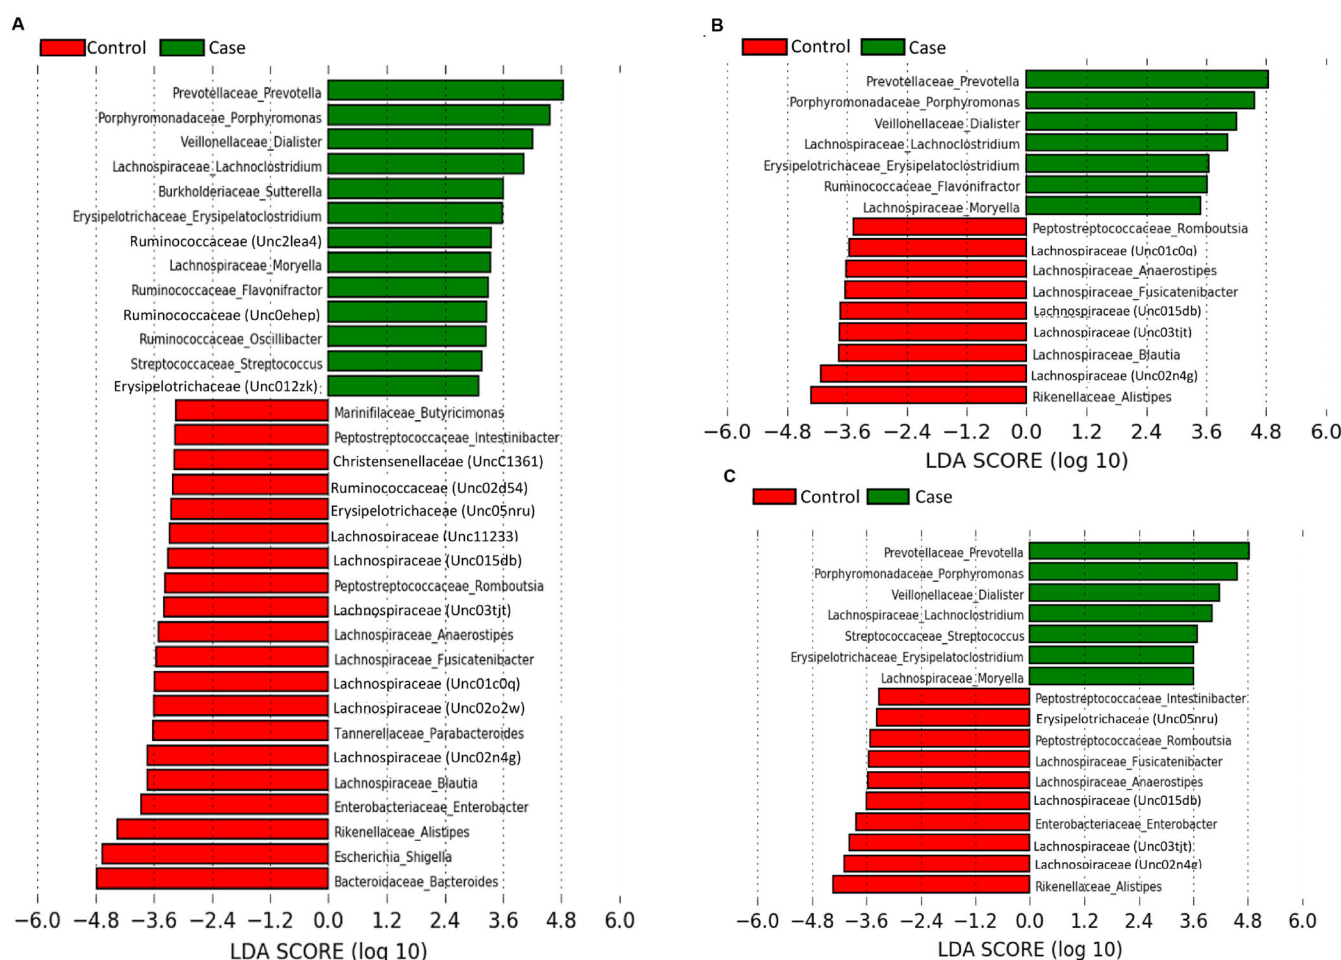 A
Control Case
Prevotellaceae_Prevotella
Porphyromonadaceae_Porphyromonas
Veillonellaceae_Dialister
Lachnospiraceae_Lachnoclostridium
Burkholderiaceae_Sutterella
Erysipelotrichaceae_Erysipelatoclostridium
Ruminococcaceae (Unc2lea4)
Lachnospiraceae_Moryella
Ruminococcaceae_Flavonifractor
Ruminococcaceae (Unc0ehep)
Ruminococcaceae_Oscillibacter
Streptococcaceae_Streptococcus
Erysipelotrichaceae (Unc012zk)
Marinifilaceae_Butyricimonas
Peptostreptococcaceae_Intestinibacter
Christensenellaceae (UncC1361)
Ruminococcaceae (Unc02d54)
Erysipelotrichaceae (Unc05nru)
Lachnospiraceae (Unc11233)
Lachnospiraceae (Unc015db)
Peptostreptococcaceae_Romboutsia
Lachnospiraceae (Unc03tjt)
Lachnospiraceae_Anaerostipes
Lachnospiraceae_Fusicatenibacter
Lachnospiraceae (Unc01c0q)
Lachnospiraceae (Unc02o2w)
Tannerellaceae_Parabacteroides
Lachnospiraceae (Unc02n4g)
Lachnospiraceae_Blautia
Enterobacteriaceae_Enterobacter
Rikenellaceae_Alistipes
Escherichia_Shigella
Bacteroidaceae_Bacteroides
−6.0 −4.8 −3.6 −2.4 −1.2 0.0 1.2 2.4 3.6 4.8 6.0
LDA SCORE (log 10)
B
Control Case
Prevotellaceae_Prevotella
Porphyromonadaceae_Porphyromonas
Veillonellaceae_Dialister
Lachnospiraceae_Lachnoclostridium
Erysipelotrichaceae_Erysipelatoclostridium
Ruminococcaceae_Flavonifractor
Lachnospiraceae_Moryella
Peptostreptococcaceae_Romboutsia
Lachnospiraceae (Unc01c0q)
Lachnospiraceae_Anaerostipes
Lachnospiraceae_Fusicatenibacter
Lachnospiraceae (Unc015db)
Lachnospiraceae (Unc03tjt)
Lachnospiraceae_Blautia
Lachnospiraceae (Unc02n4g)
Rikenellaceae_Alistipes
−6.0 −4.8 −3.6 −2.4 −1.2 0.0 1.2 2.4 3.6 4.8 6.0
LDA SCORE (log 10)
C
Control Case
Prevotellaceae_Prevotella
Porphyromonadaceae_Porphyromonas
Veillonellaceae_Dialister
Lachnospiraceae_Lachnoclostridium
Streptococcaceae_Streptococcus
Erysipelotrichaceae_Erysipelatoclostridium
Lachnospiraceae_Moryella
Peptostreptococcaceae_Intestinibacter
Erysipelotrichaceae (Unc05nru)
Peptostreptococcaceae_Romboutsia
Lachnospiraceae_Fusicatenibacter
Lachnospiraceae_Anaerostipes
Lachnospiraceae (Unc015db)
Enterobacteriaceae_Enterobacter
Lachnospiraceae (Unc03tjt)
Lachnospiraceae (Unc02n4g)
Rikenellaceae_Alistipes
−6.0 −4.8 −3.6 −2.4 −1.2 0.0 1.2 2.4 3.6 4.8 6.0
LDA SCORE (log 10)